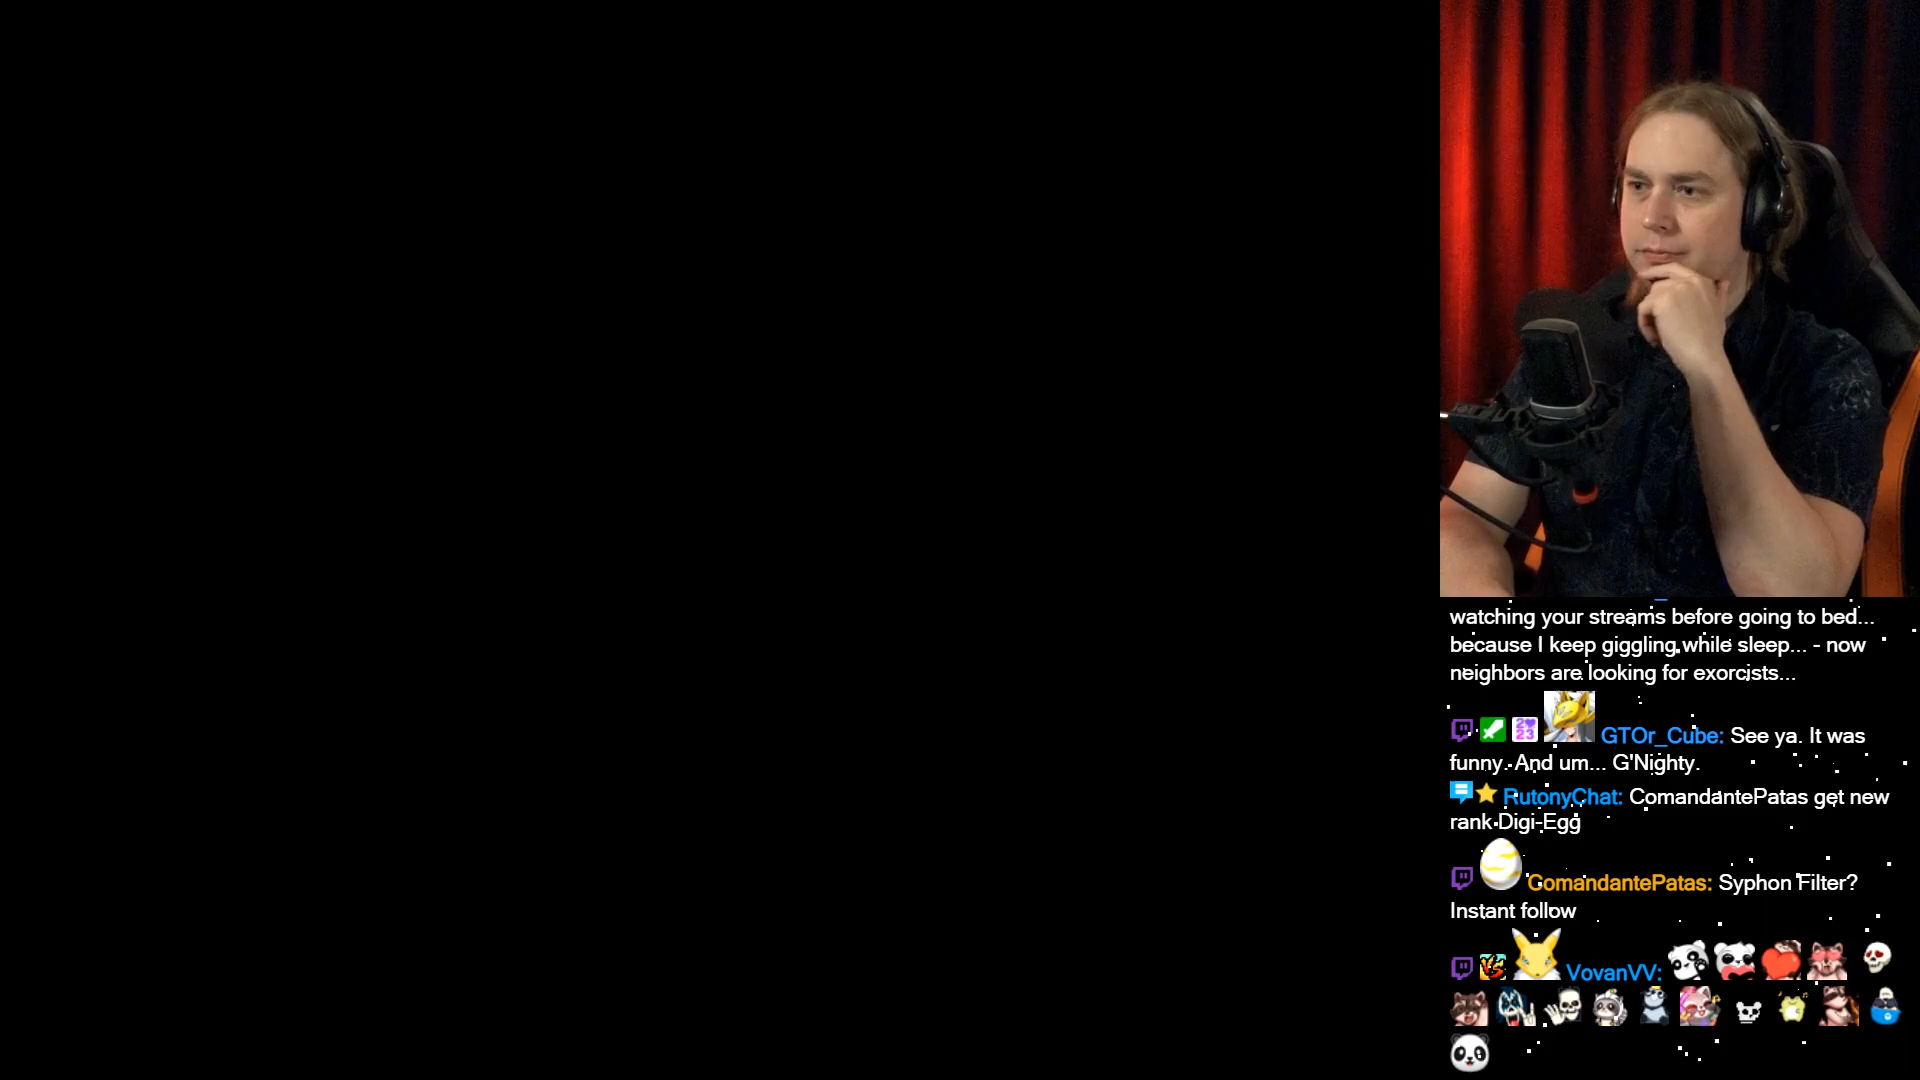 watching your streams before going to bed...
because I keep giggling while sleep... - now
neighbors are looking for exorcists...
GTOr_Cube: See ya. It was
funny. And um... G'Nighty.
RutonyChat: ComandantePatas get new
rank Digi-Egg
ComandantePatas: Syphon Filter?
Instant follow
VovanVV: